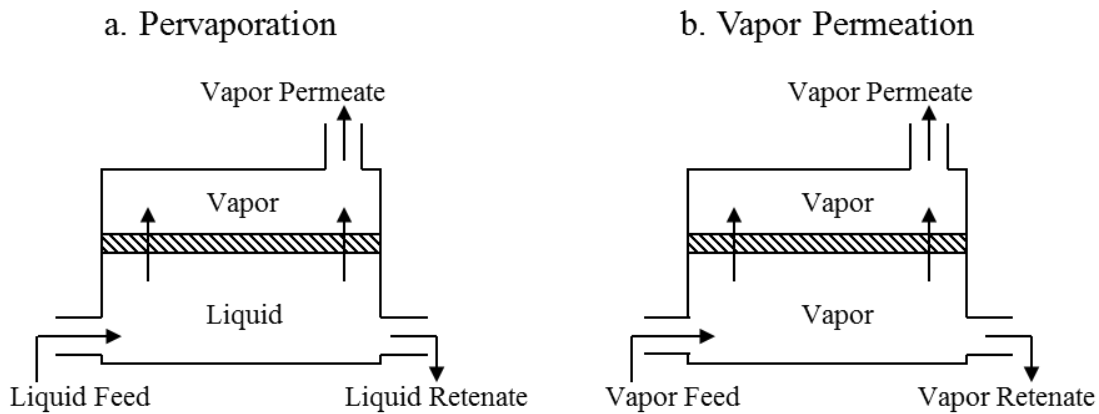 a. Pervaporation
Vapor Permeate
Vapor
Liquid
Liquid Feed
Liquid Retenate
b. Vapor Permeation
Vapor Permeate
Vapor
Vapor
Vapor Feed
Vapor Retenate